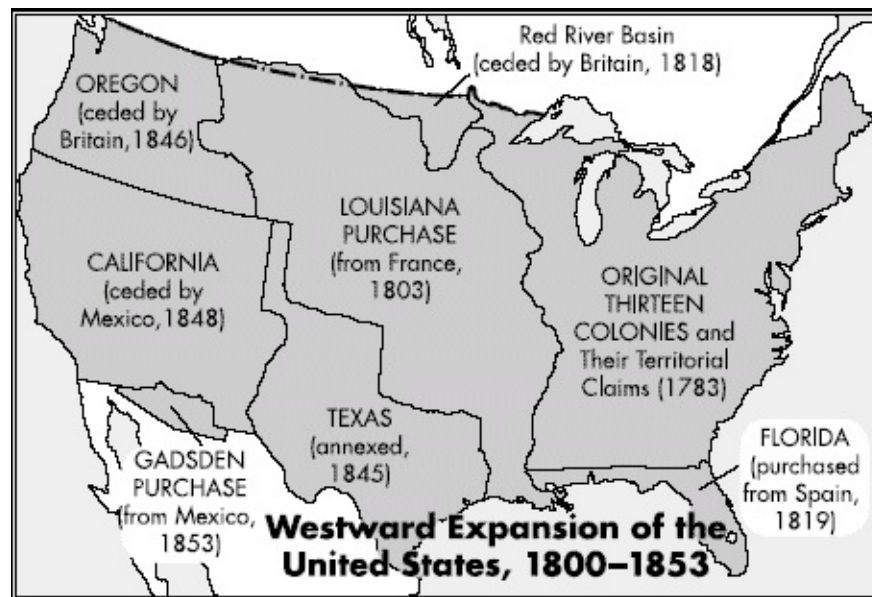 Red River Basin
(ceded by Britain, 1818)
OREGON
(ceded by
Britain, 1846)
LOUISIANA
PURCHASE
(from France,
1803)
CALIFORNIA
(ceded by
Mexico, 1848)
ORIGINAL
THIRTEEN
COLONIES and
Their Territorial
Claims (1783)
TEXAS
(annexed,
1845)
GADSDEN
PURCHASE
(from Mexico,
1853)
FLORIDA
(purchased
from Spain,
1819)
Westward Expansion of the
United States, 1800–1853